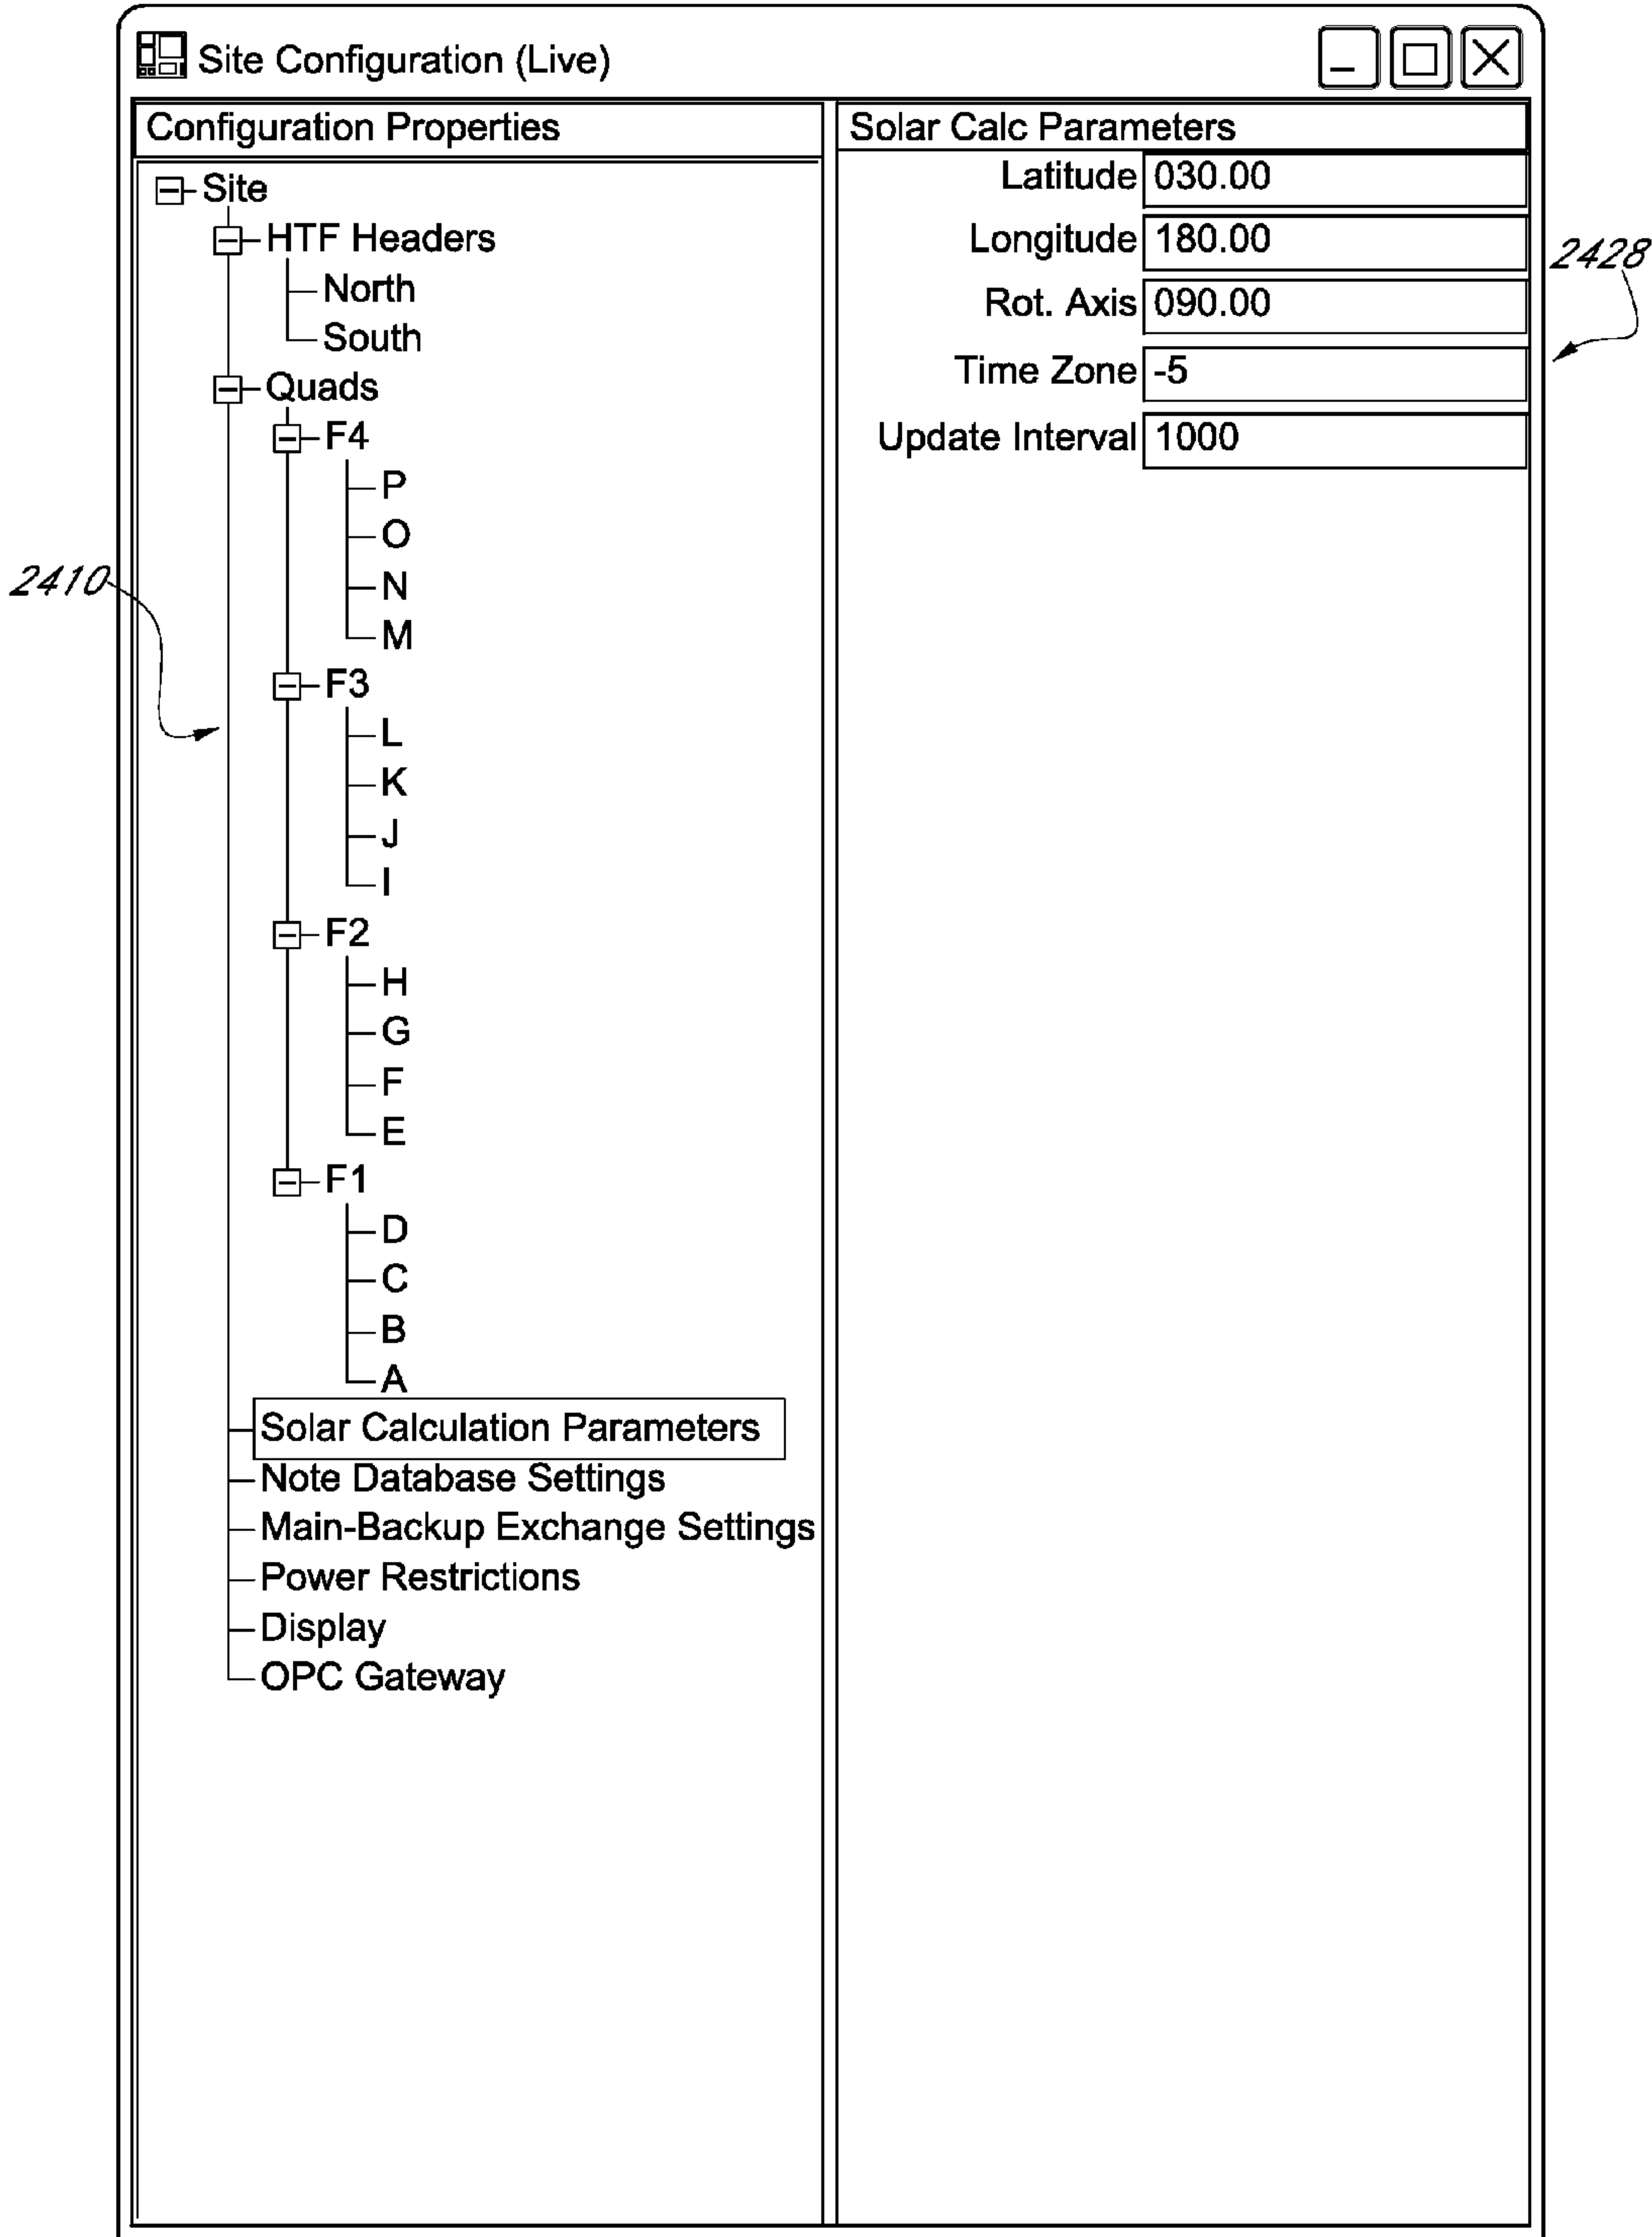 Site Configuration (Live)
Configuration Properties
Site
HTF Headers
North
South
Quads
F4
P
O
N
M
F3
L
K
J
I
F2
H
G
F
E
F1
D
C
B
A
Solar Calculation Parameters
Note Database Settings
Main-Backup Exchange Settings
Power Restrictions
Display
OPC Gateway
2410
Solar Calc Parameters
Latitude 030.00
Longitude 180.00
Rot. Axis 090.00
Time Zone -5
Update Interval 1000
2428